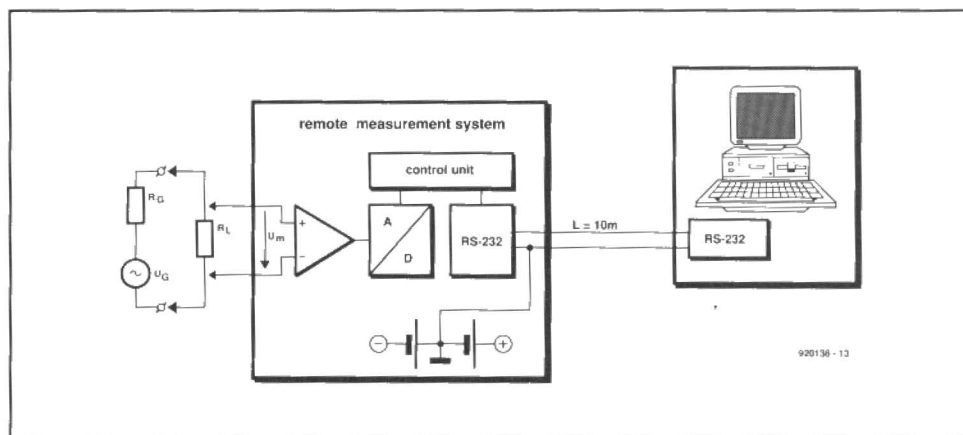 remote measurement system
control unit
R_G
R_L
U_m
+
−
A
D
RS-232
L = 10m
RS-232
U_G
−
+
920136 - 13